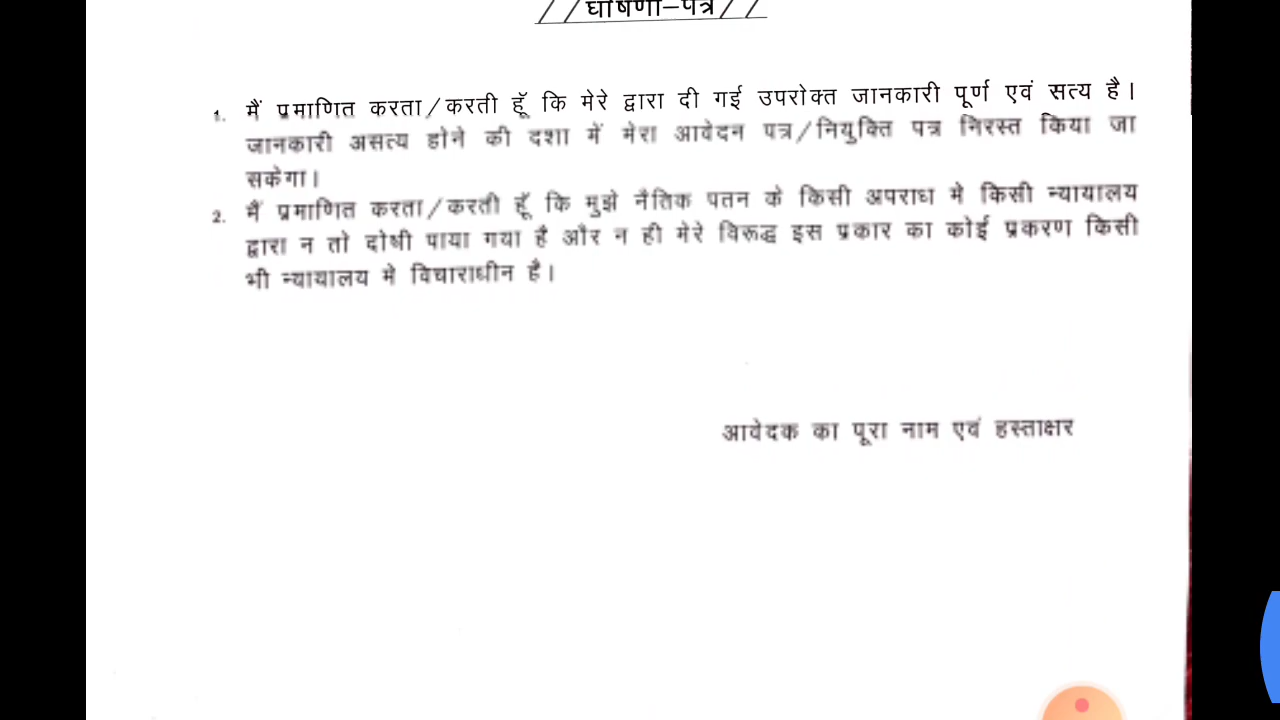 //घोषणा–पत्र//
1. मैं प्रमाणित करता/करती हूँ कि मेरे द्वारा दी गई उपरोक्त जानकारी पूर्ण एवं सत्य है।
जानकारी असत्य होने की दशा में मेरा आवेदन पत्र/नियुक्ति पत्र निरस्त किया जा
सकेगा।
2. मैं प्रमाणित करता/करती हूँ कि मुझे नैतिक पतन के किसी अपराध मे किसी न्यायालय
द्वारा न तो दोषी पाया गया है और न ही मेरे विरूद्ध इस प्रकार का कोई प्रकरण किसी
भी न्यायालय मे विचाराधीन है।
आवेदक का पूरा नाम एवं हस्ताक्षर